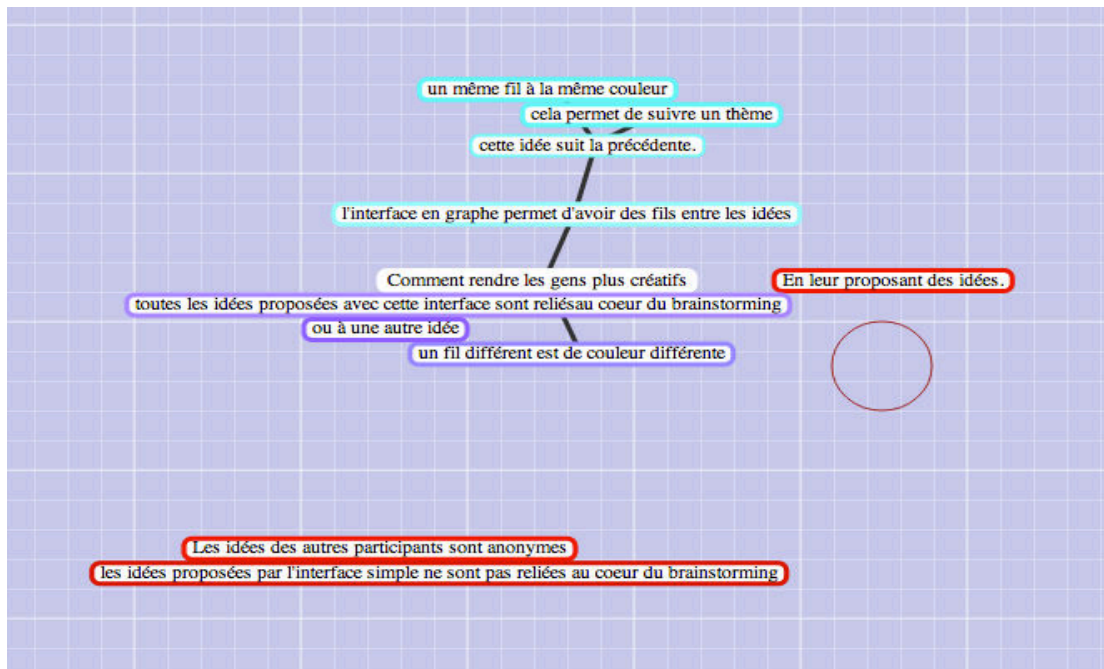 un même fil à la même couleur
cela permet de suivre un thème
cette idée suit la précédente.
l'interface en graphe permet d'avoir des fils entre les idées
Comment rendre les gens plus créatifs
En leur proposant des idées.
toutes les idées proposées avec cette interface sont reliésau coeur du brainstorming
ou à une autre idée
un fil différent est de couleur différente
Les idées des autres participants sont anonymes
les idées proposées par l'interface simple ne sont pas reliées au coeur du brainstorming